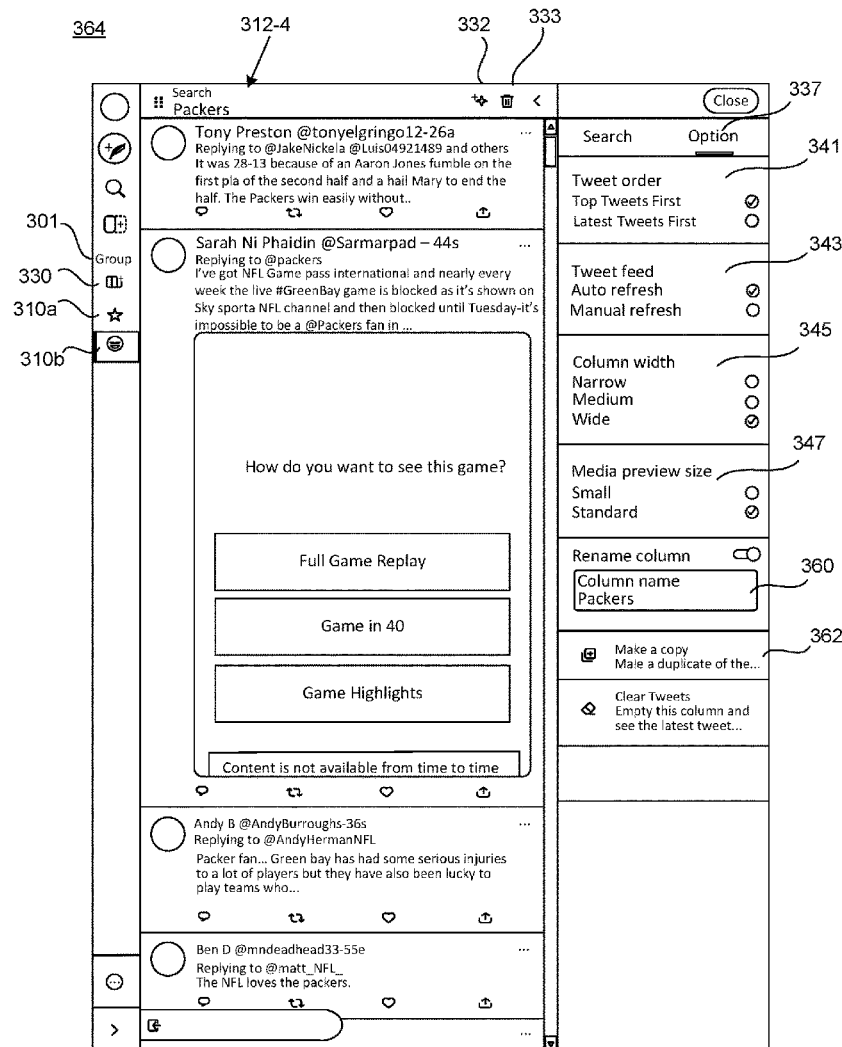 364
312-4
332
333
Search
Packers
Close
337
Tony Preston @tonyelgringo12-26a
...
Replying to @JakeNickela @Luis04921489 and others
It was 28-13 because of an Aaron Jones fumble on the
first pla of the second half and a hail Mary to end the
half. The Packers win easily without..
Search
Option
341
Tweet order
Top Tweets First
Latest Tweets First
301
Group
330
310a
310b
Sarah Ni Phaidin @Sarmarpad – 44s
...
Replying to @packers
I've got NFL Game pass international and nearly every
week the live #GreenBay game is blocked as it's shown on
Sky sporta NFL channel and then blocked until Tuesday-it's
impossible to be a @Packers fan in ...
343
Tweet feed
Auto refresh
Manual refresh
345
Column width
Narrow
Medium
Wide
How do you want to see this game?
Full Game Replay
Game in 40
Game Highlights
Content is not available from time to time
347
Media preview size
Small
Standard
Rename column
360
Column name
Packers
362
Make a copy
Male a duplicate of the...
Clear Tweets
Empty this column and
see the latest tweet...
Andy B @AndyBurroughs-36s
...
Replying to @AndyHermanNFL
Packer fan... Green bay has had some serious injuries
to a lot of players but they have also been lucky to
play teams who...
Ben D @mndeadhead33-55e
...
Replying to @matt_NFL_
The NFL loves the packers.
...